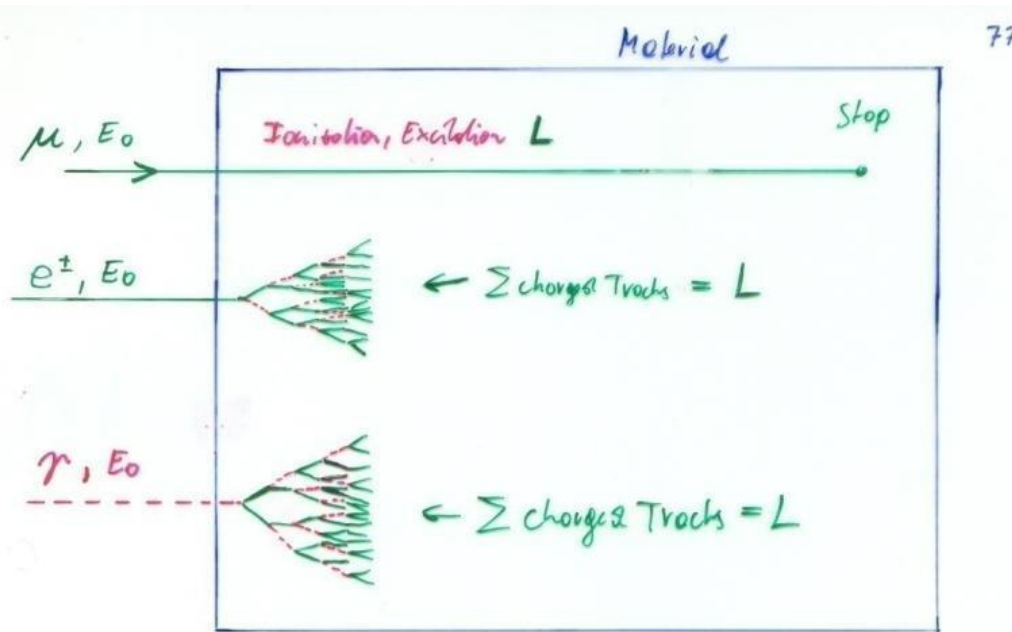 Material
77
μ, E₀
Ionisation, Excitation L
Stop
e±, E₀
← Σ charged Tracks = L
γ, E₀
← Σ charged Tracks = L